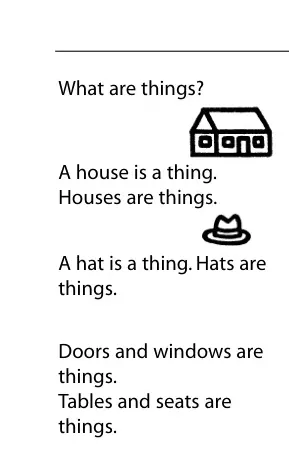 What are things?
A house is a thing.
Houses are things.
A hat is a thing. Hats are
things.
Doors and windows are
things.
Tables and seats are
things.